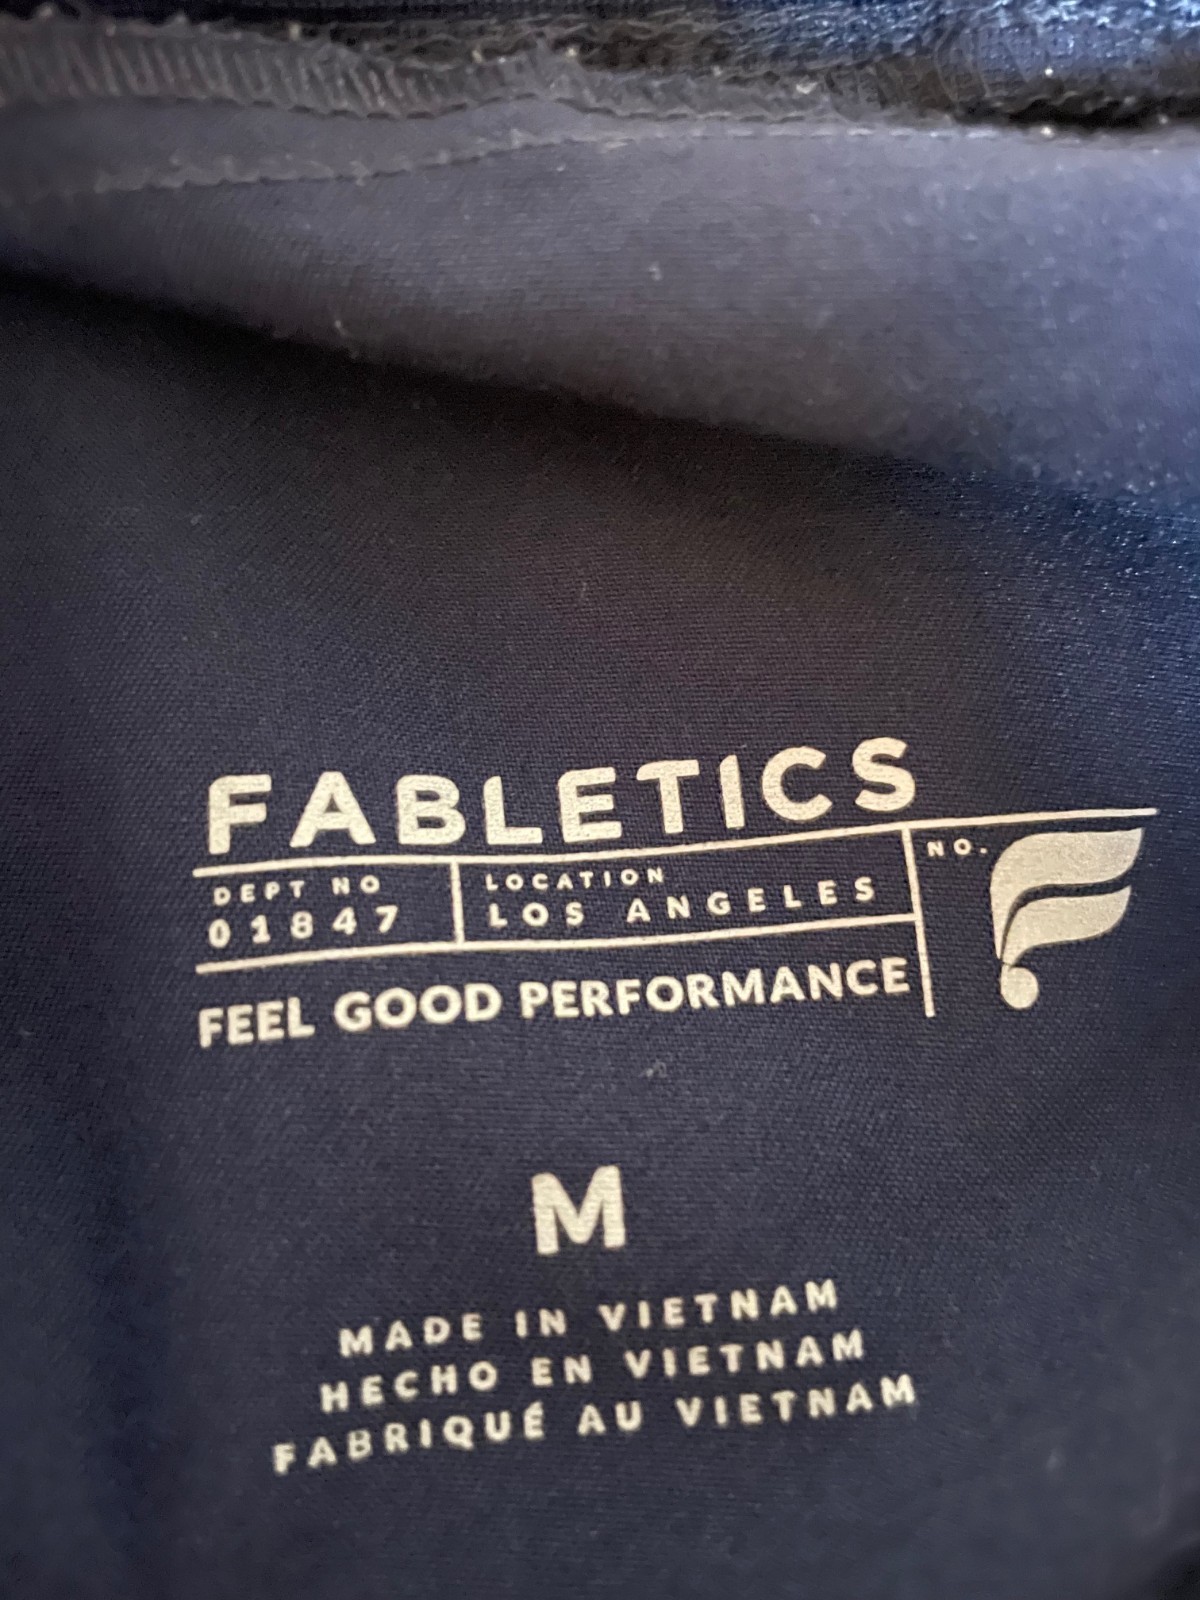 FABLETICS
DEPT NO
01847
LOCATION
LOS ANGELES
NO.
FEEL GOOD PERFORMANCE
M
MADE IN VIETNAM
HECHO EN VIETNAM
FABRIQUÉ AU VIETNAM